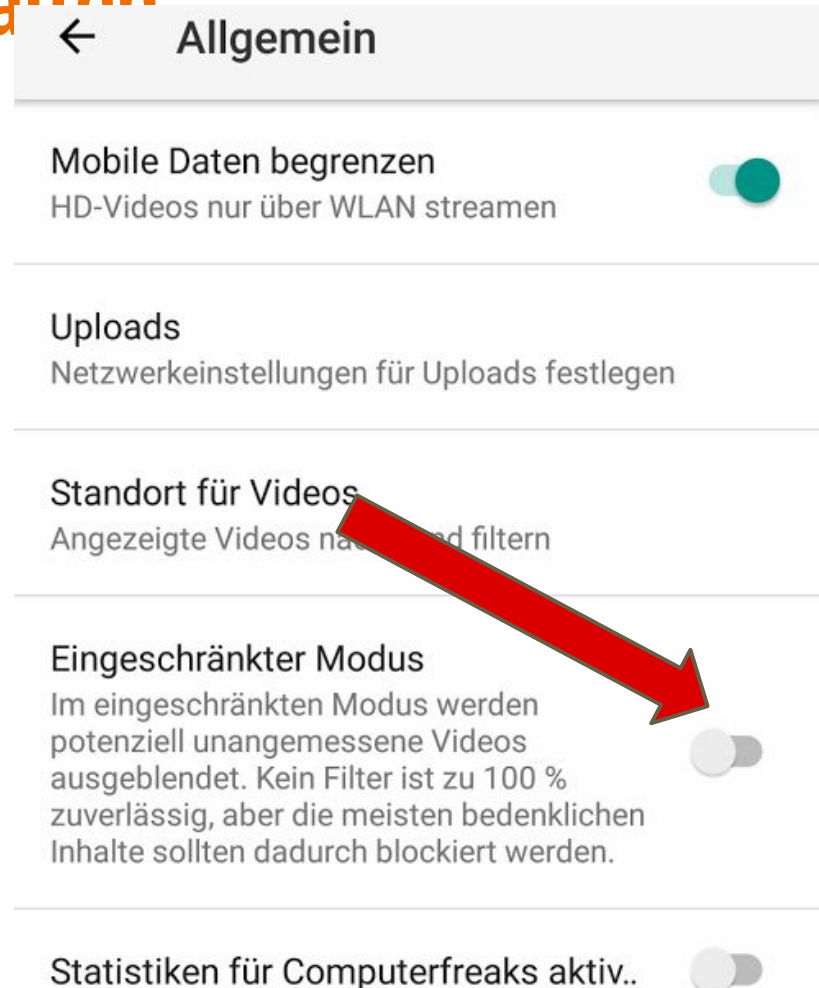 Allgemein
Mobile Daten begrenzen
HD-Videos nur über WLAN streamen
Uploads
Netzwerkeinstellungen für Uploads festlegen
Standort für Videos
Angezeigte Videos filtern
Eingeschränkter Modus
Im eingeschränkten Modus werden
potenziell unangemessene Videos
ausgeblendet. Kein Filter ist zu 100 %
zuverlässig, aber die meisten bedenklichen
Inhalte sollten dadurch blockiert werden.
Statistiken für Computerfreaks aktiv..